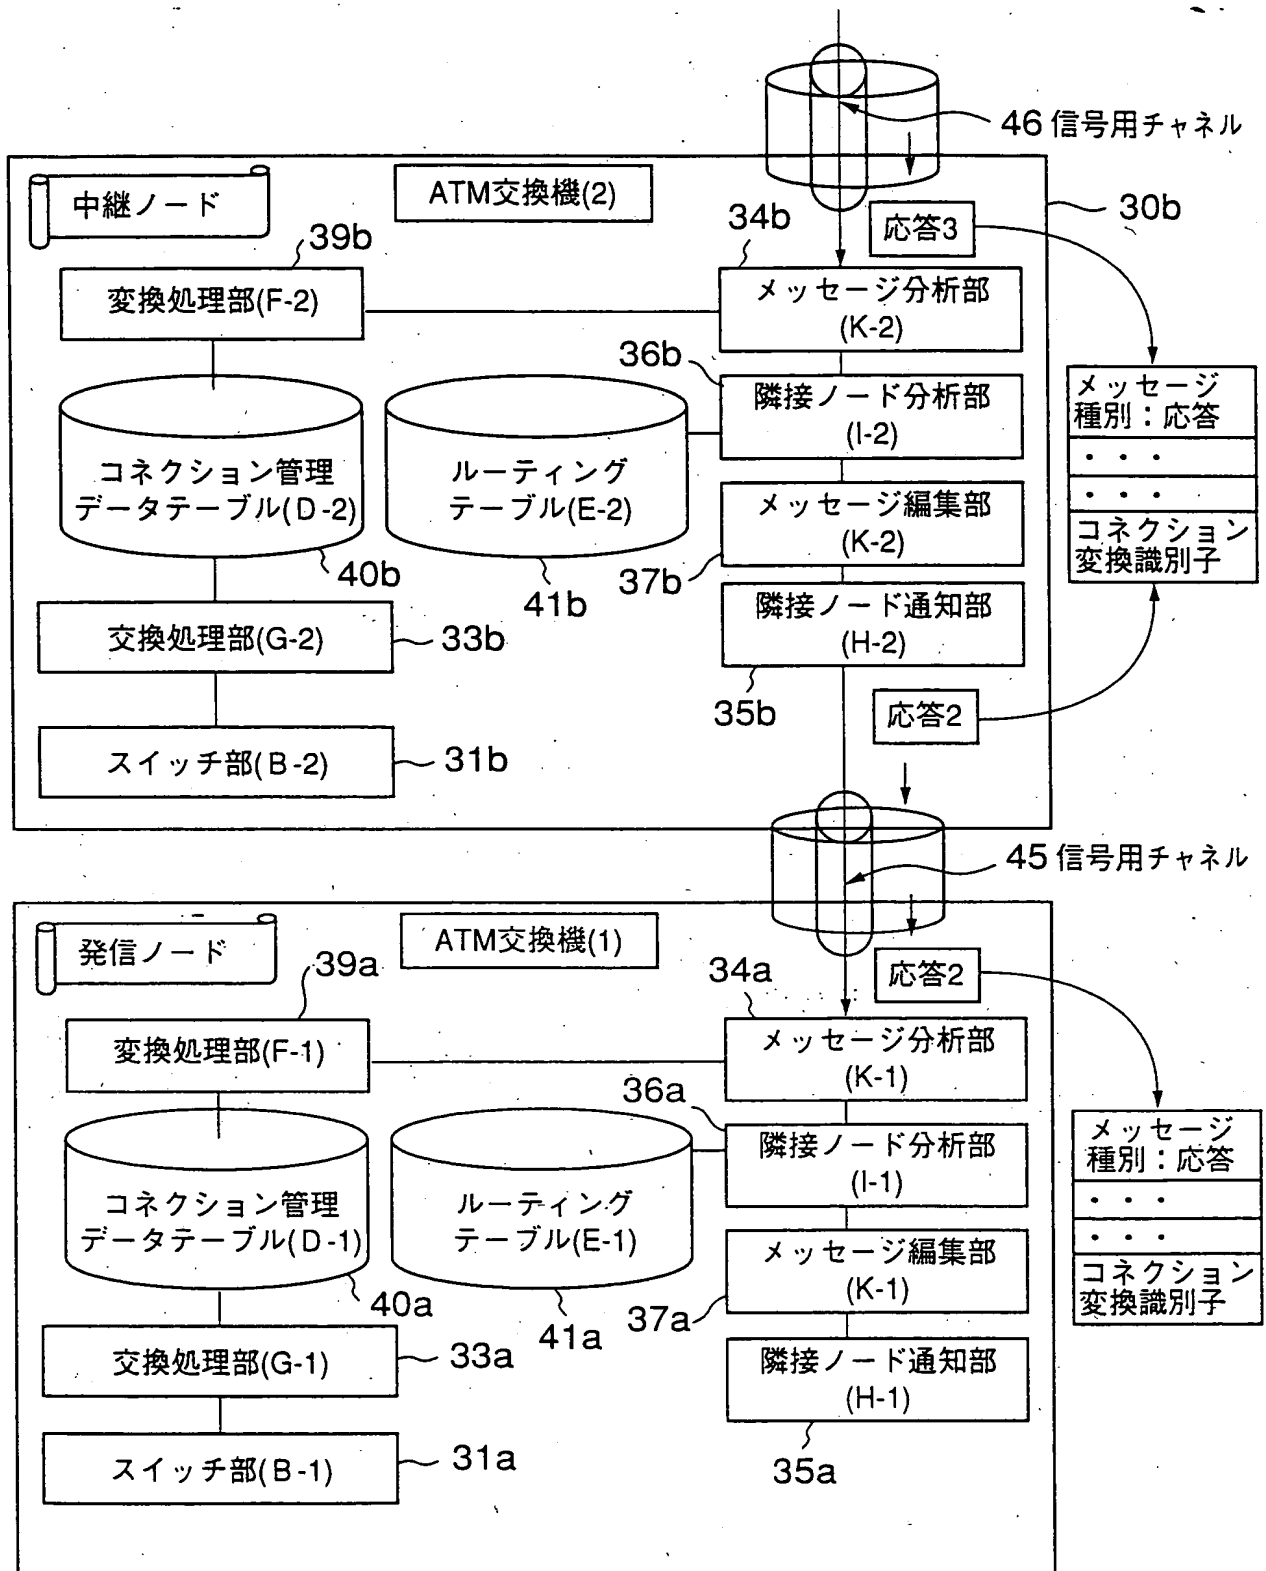 46 信号用チャネル
中継ノード
ATM交換機(2)
30b
応答3
39b
34b
変換処理部(F-2)
メッセージ分析部
(K-2)
36b
メッセージ
種別：応答
・・・
・・・
コネクション
変換識別子
隣接ノード分析部
(I-2)
コネクション管理
データテーブル(D-2)
ルーティング
テーブル(E-2)
メッセージ編集部
(K-2)
40b
41b
37b
隣接ノード通知部
(H-2)
交換処理部(G-2)
33b
35b
応答2
スイッチ部(B-2)
31b
45 信号用チャネル
発信ノード
ATM交換機(1)
39a
34a
応答2
変換処理部(F-1)
メッセージ分析部
(K-1)
36a
メッセージ
種別：応答
・・・
・・・
コネクション
変換識別子
隣接ノード分析部
(I-1)
コネクション管理
データテーブル(D-1)
ルーティング
テーブル(E-1)
メッセージ編集部
(K-1)
40a
41a
37a
交換処理部(G-1)
33a
隣接ノード通知部
(H-1)
スイッチ部(B-1)
31a
35a